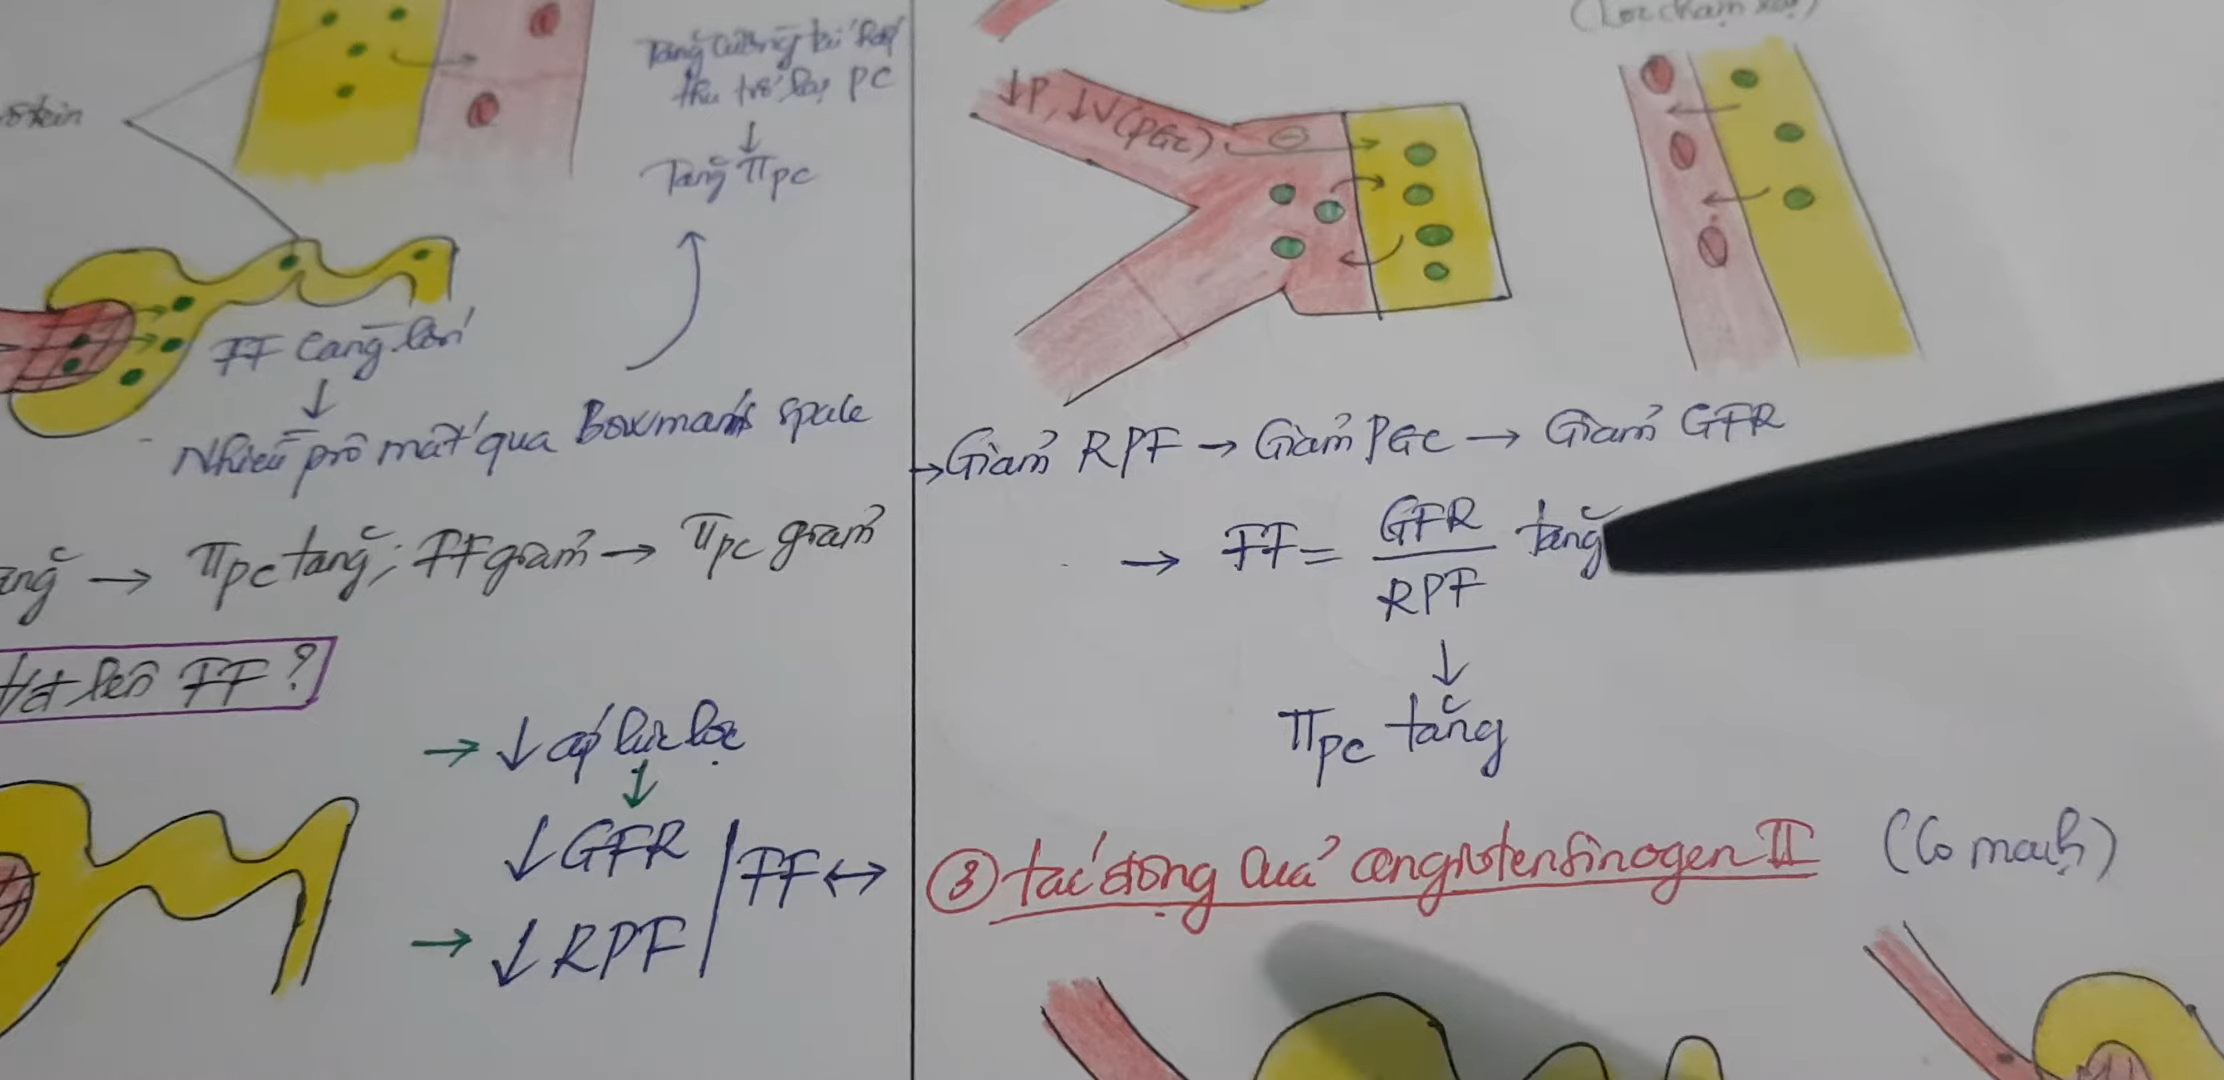 Tăng cường tái hấp
thu trở lại PC
↓
Tăng πpc
FF càng lớn
↓
Nhiều prô mất qua Bowman's space
→ πpc tăng; FF giảm → πpc giảm
lên FF?
→ ↓ áp lực lọc
↓
↓ GFR
FF ↔
→ ↓ RPF
↓P, ↓V (PGC)
→ Giảm RPF → Giảm PGC → Giảm GFR
→ FF = GFR / RPF tăng
↓
πpc tăng
③ tác động của angiotensinogen II (Co mạch)